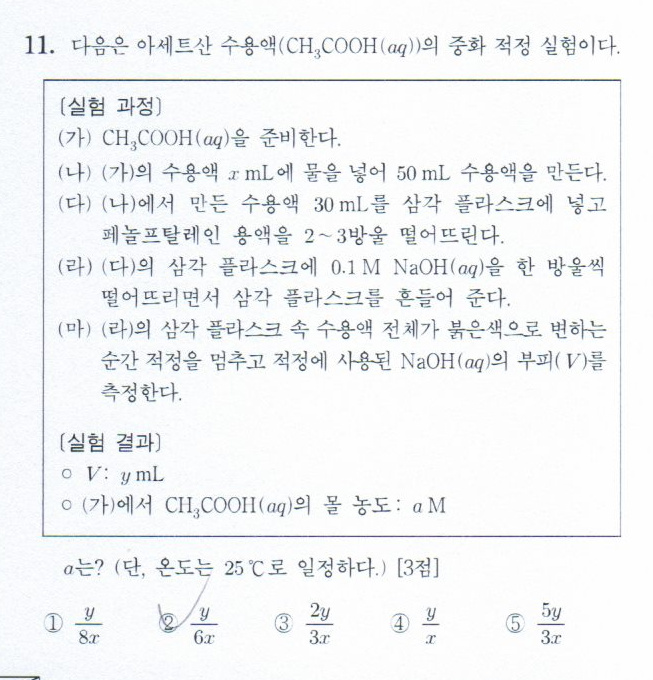 11. 다음은 아세트산 수용액(CH₃COOH(aq))의 중화 적정 실험이다.
[실험 과정]
(가) CH₃COOH(aq)을 준비한다.
(나) (가)의 수용액 x mL에 물을 넣어 50 mL 수용액을 만든다.
(다) (나)에서 만든 수용액 30 mL를 삼각 플라스크에 넣고
페놀프탈레인 용액을 2~3방울 떨어뜨린다.
(라) (다)의 삼각 플라스크에 0.1 M NaOH(aq)을 한 방울씩
떨어뜨리면서 삼각 플라스크를 흔들어 준다.
(마) (라)의 삼각 플라스크 속 수용액 전체가 붉은색으로 변하는
순간 적정을 멈추고 적정에 사용된 NaOH(aq)의 부피(V)를
측정한다.
[실험 결과]
○ V: y mL
○ (가)에서 CH₃COOH(aq)의 몰 농도: a M
a는? (단, 온도는 25 ℃로 일정하다.) [3점]
① y/8x ② y/6x ③ 2y/3x ④ y/x ⑤ 5y/3x